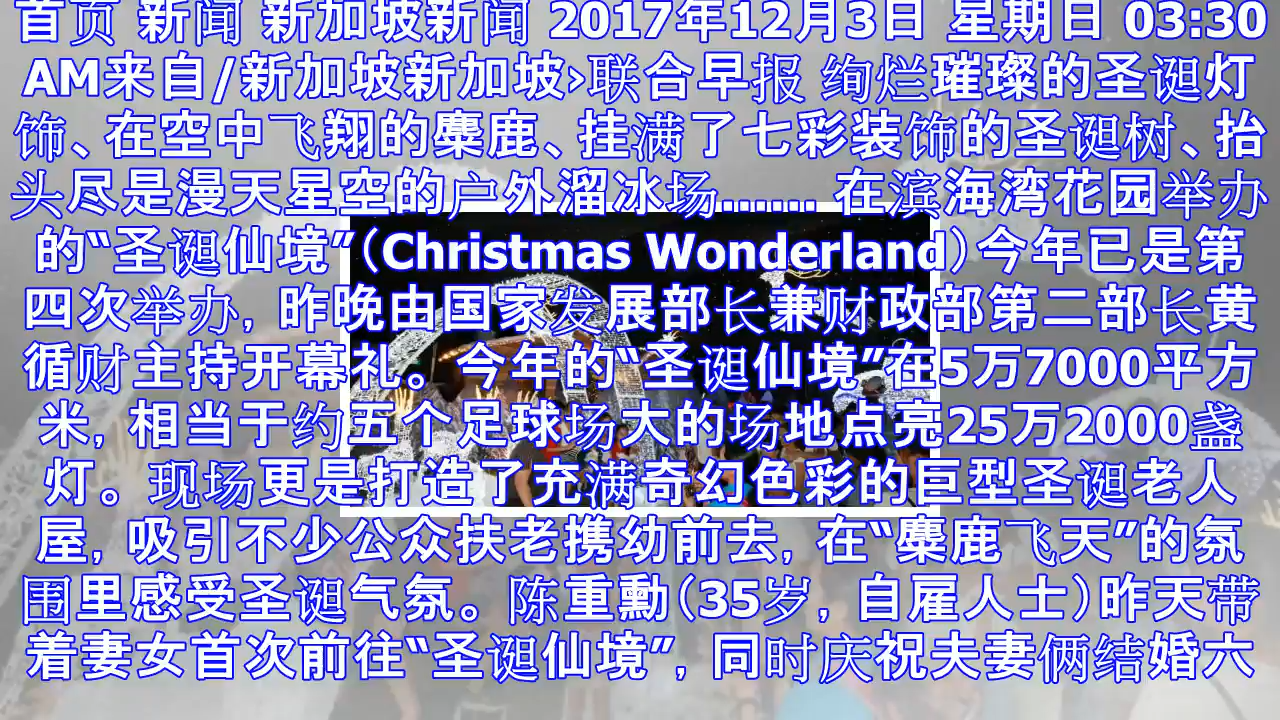 首页 新闻 新加坡新闻 2017年12月3日 星期日 03:30
AM来自/新加坡新加坡›联合早报 绚烂璀璨的圣诞灯
饰、在空中飞翔的麋鹿、挂满了七彩装饰的圣诞树、抬
头尽是漫天星空的户外溜冰场....... 在滨海湾花园举办
的“圣诞仙境”（Christmas Wonderland）今年已是第
四次举办，昨晚由国家发展部长兼财政部第二部长黄
循财主持开幕礼。今年的“圣诞仙境”在5万7000平方
米，相当于约五个足球场大的场地点亮25万2000盏
灯。现场更是打造了充满奇幻色彩的巨型圣诞老人
屋，吸引不少公众扶老携幼前去，在“麋鹿飞天”的氛
围里感受圣诞气氛。陈重勳（35岁，自雇人士）昨天带
着妻女首次前往“圣诞仙境”，同时庆祝夫妻俩结婚六